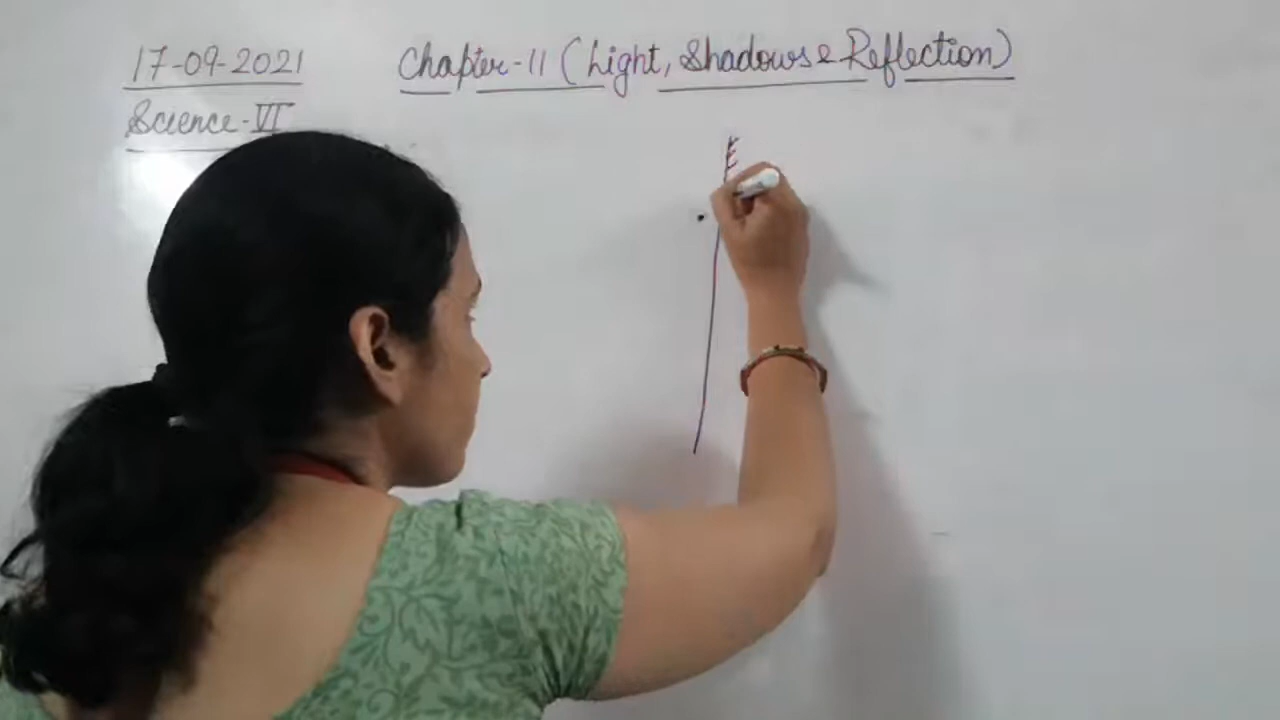 17-09-2021
Chapter-11 (Light, Shadows & Reflection)
Science-VI